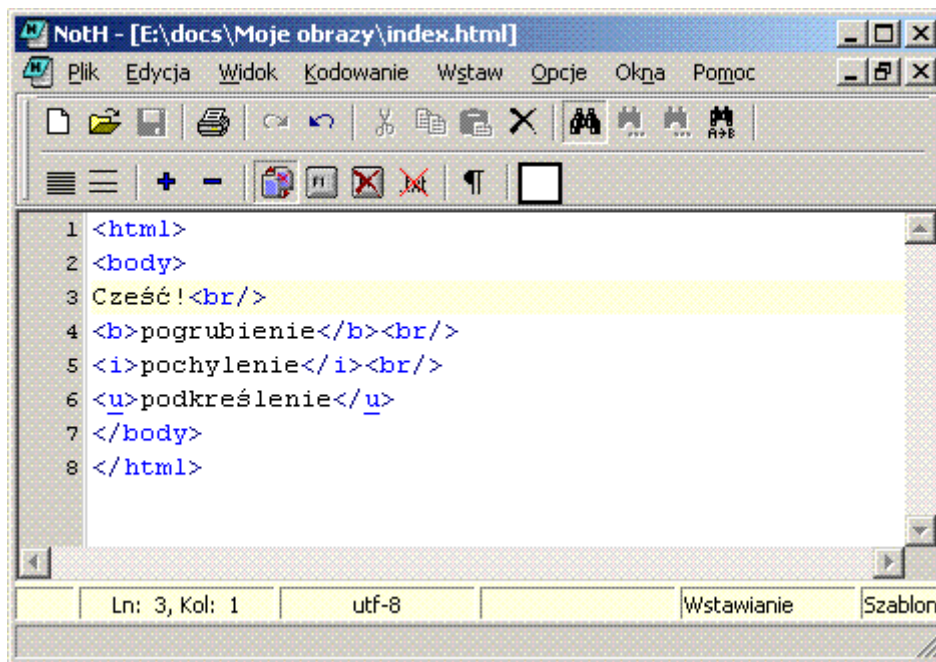 NotH - [E:\docs\Moje obrazy\index.html]
Plik Edycja Widok Kodowanie Wstaw Opcje Okna Pomoc
A→B
F1 txt
1 <html>
2 <body>
3 Cześć!<br/>
4 <b>pogrubienie</b><br/>
5 <i>pochylenie</i><br/>
6 <u>podkreślenie</u>
7 </body>
8 </html>
Ln: 3, Kol: 1 utf-8 Wstawianie Szablon